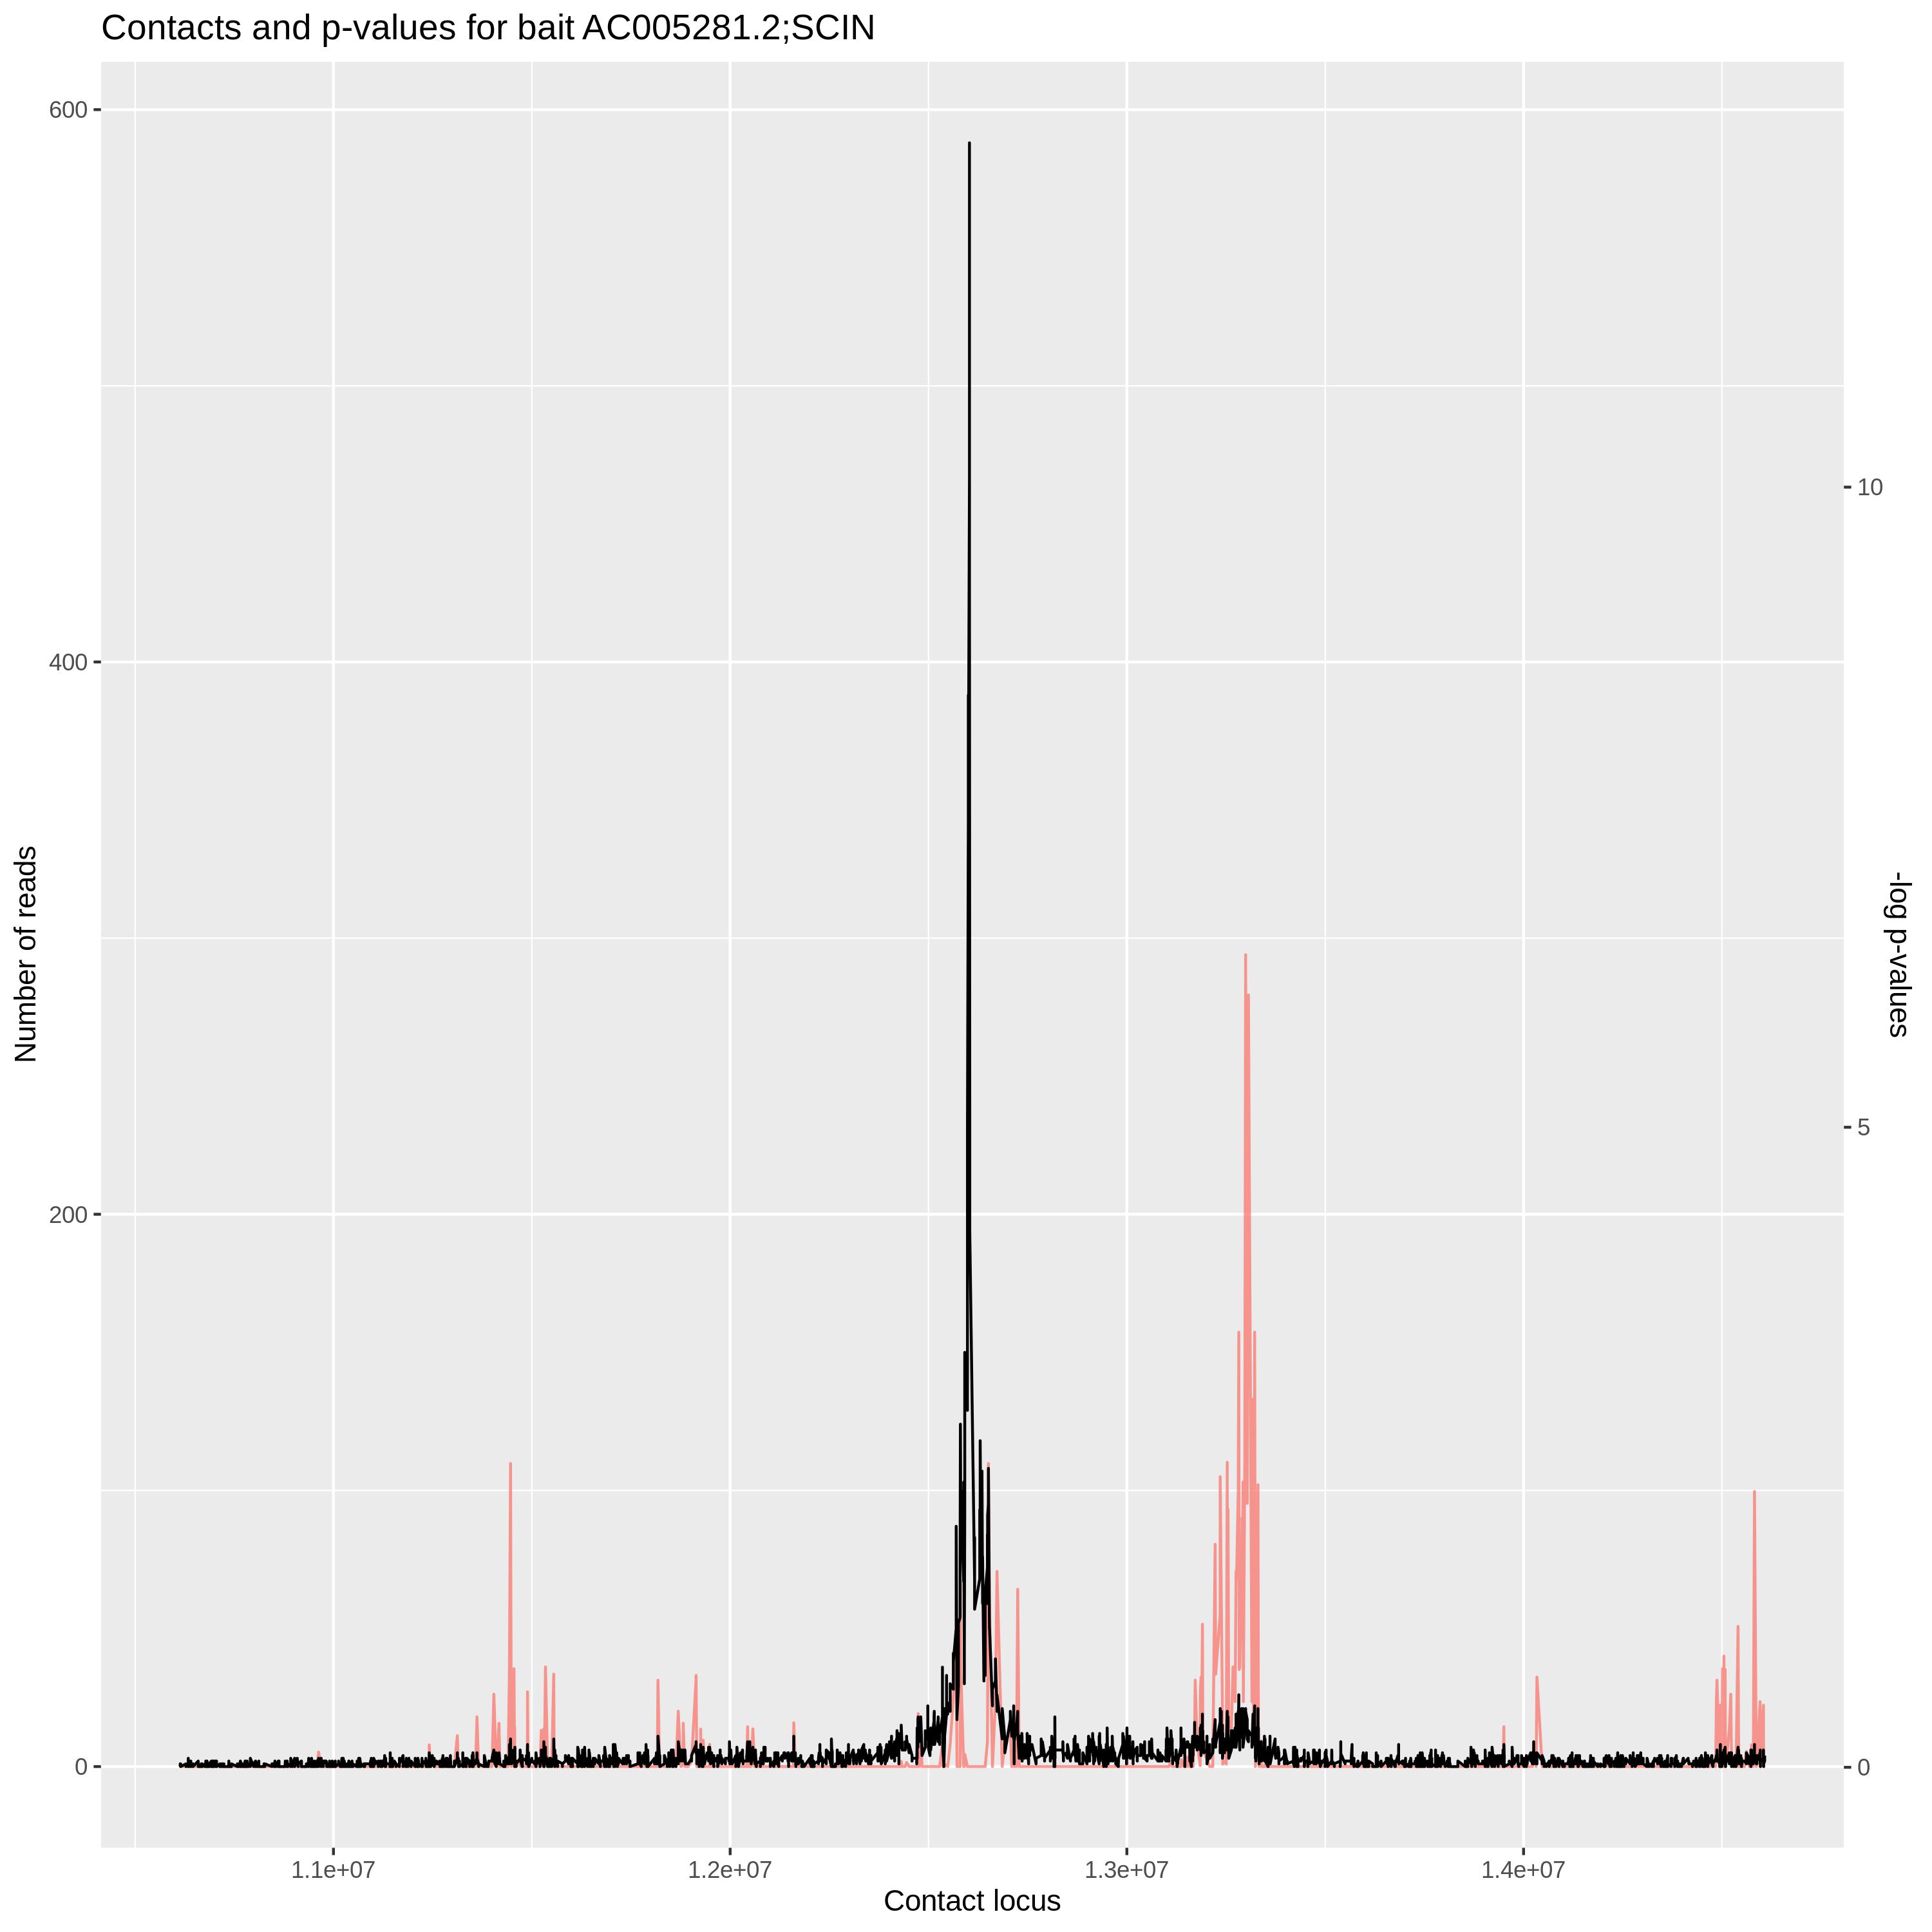 Contacts and p-values for bait AC005281.2;SCIN
600
400
200
0
Number of reads
10
5
0
-log p-values
1.1e+07
1.2e+07
1.3e+07
1.4e+07
Contact locus